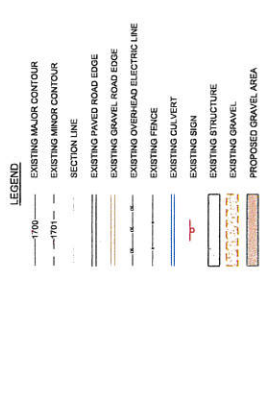 LEGEND
1700 EXISTING MAJOR CONTOUR
1701 EXISTING MINOR CONTOUR
SECTION LINE
EXISTING PAVED ROAD EDGE
EXISTING GRAVEL ROAD EDGE
EXISTING OVERHEAD ELECTRIC LINE
EXISTING FENCE
EXISTING CULVERT
EXISTING SIGN
EXISTING STRUCTURE
EXISTING GRAVEL
PROPOSED GRAVEL AREA